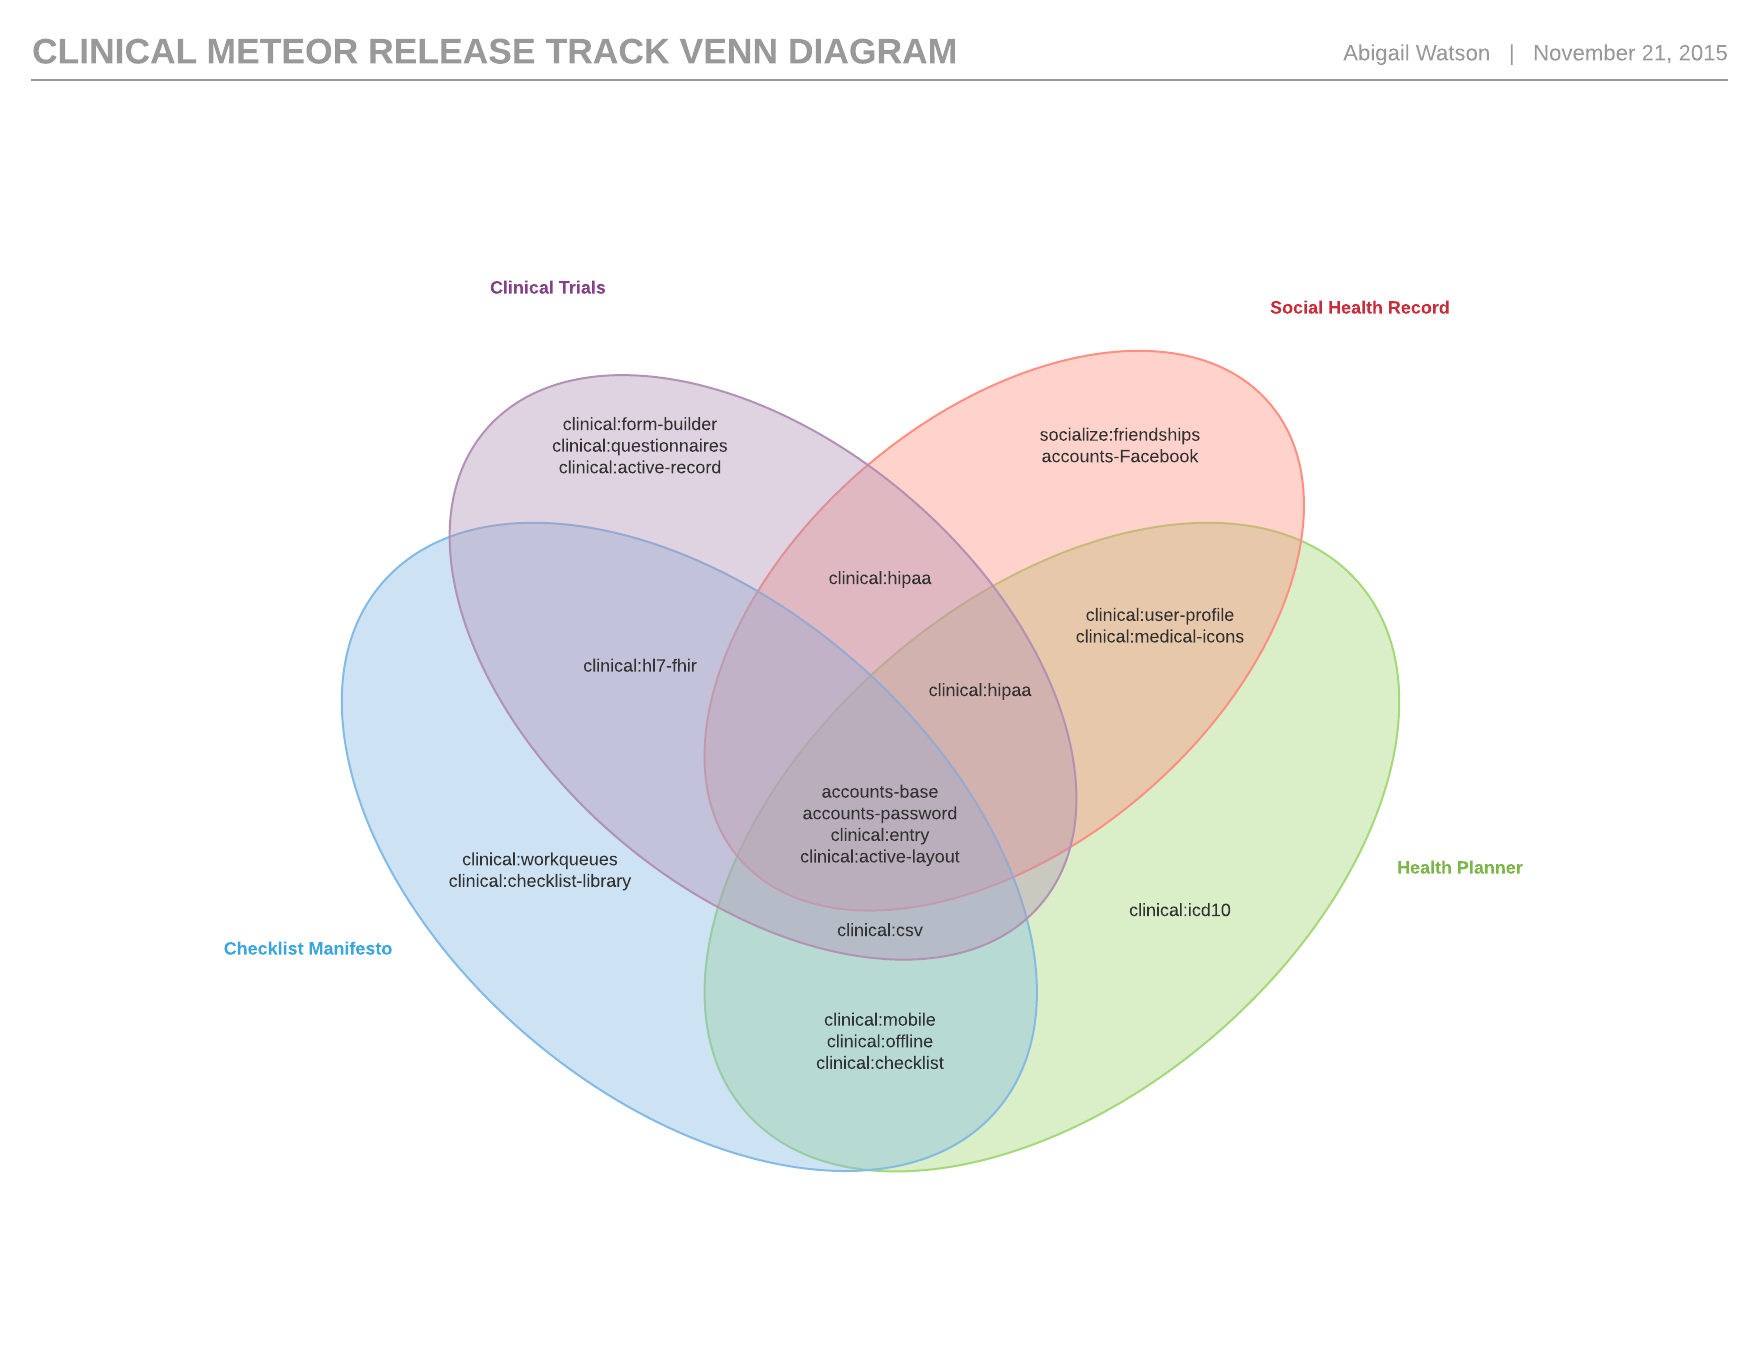 CLINICAL METEOR RELEASE TRACK VENN DIAGRAM
Abigail Watson | November 21, 2015
Clinical Trials
Social Health Record
clinical:form-builder
clinical:questionnaires
clinical:active-record
socialize:friendships
accounts-Facebook
clinical:hipaa
clinical:user-profile
clinical:medical-icons
clinical:hl7-fhir
clinical:hipaa
accounts-base
accounts-password
clinical:entry
clinical:active-layout
clinical:workqueues
clinical:checklist-library
Health Planner
clinical:icd10
Checklist Manifesto
clinical:csv
clinical:mobile
clinical:offline
clinical:checklist